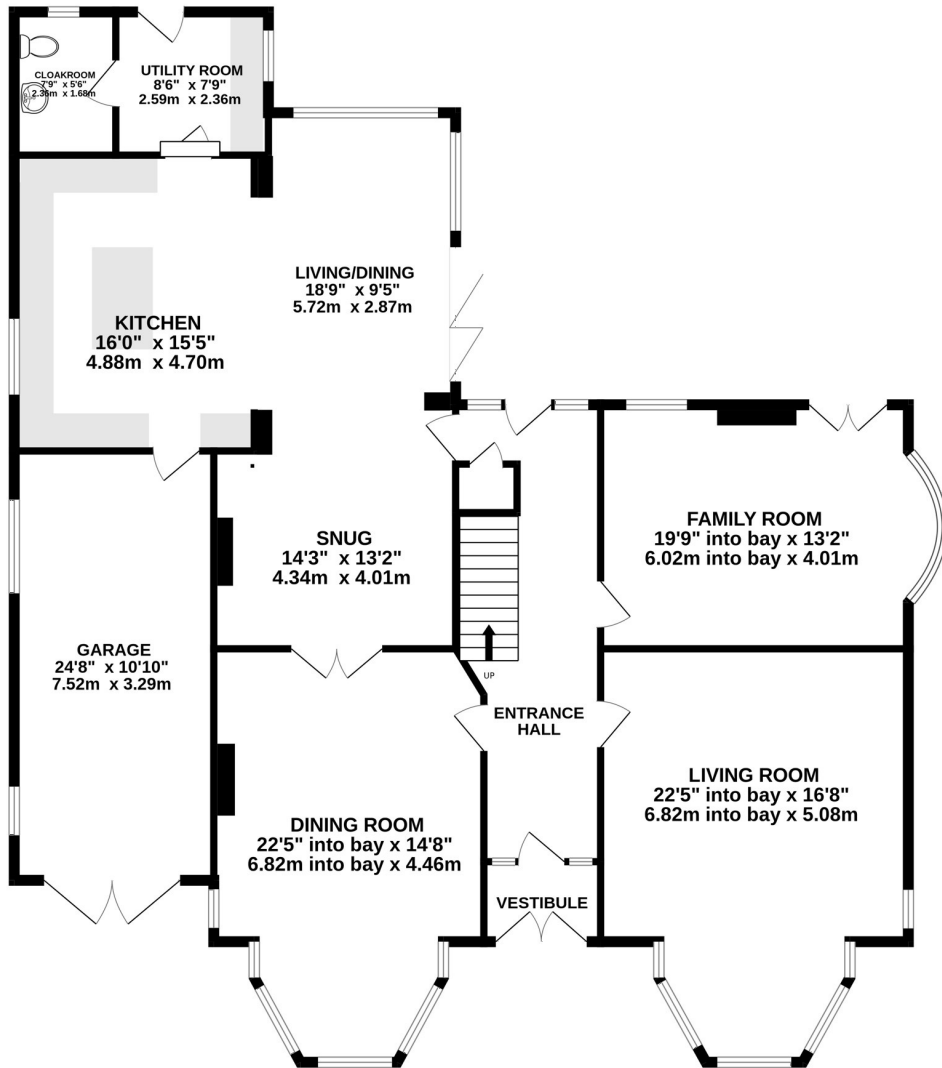 CLOAKROOM
7'9" x 5'6"
2.36m x 1.68m
UTILITY ROOM
8'6" x 7'9"
2.59m x 2.36m
LIVING/DINING
18'9" x 9'5"
5.72m x 2.87m
KITCHEN
16'0" x 15'5"
4.88m x 4.70m
SNUG
14'3" x 13'2"
4.34m x 4.01m
FAMILY ROOM
19'9" into bay x 13'2"
6.02m into bay x 4.01m
GARAGE
24'8" x 10'10"
7.52m x 3.29m
UP
ENTRANCE
HALL
LIVING ROOM
22'5" into bay x 16'8"
6.82m into bay x 5.08m
DINING ROOM
22'5" into bay x 14'8"
6.82m into bay x 4.46m
VESTIBULE